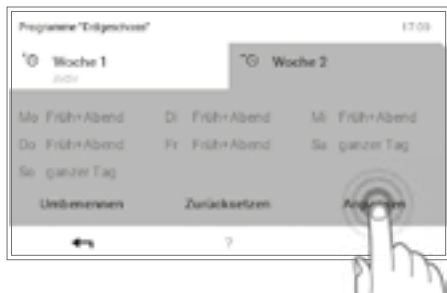 Programme "Erdgeschoss" 17:03
Woche 1 Woche 2
Aktiv
Mo Früh+Abend Di Früh+Abend Mi Früh+Abend
Do Früh+Abend Fr Früh+Abend Sa ganzer Tag
So ganzer Tag
Umbenennen Zurücksetzen
?